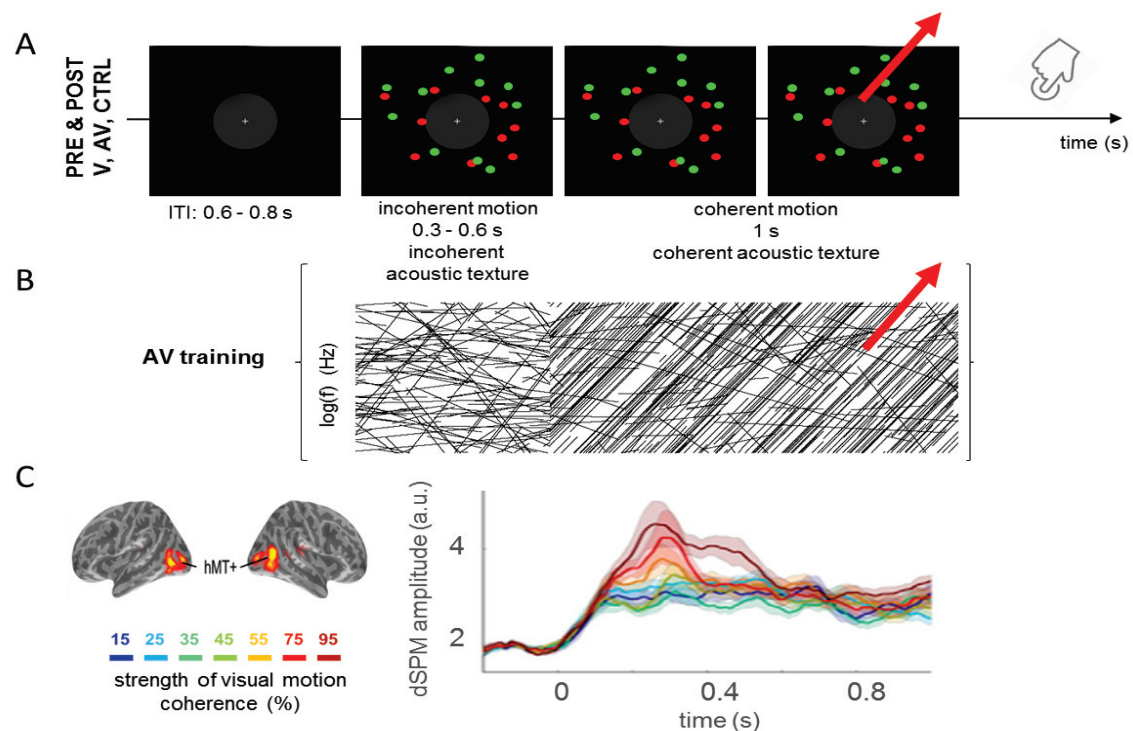 A
PRE & POST
V, AV, CTRL
time (s)
ITI: 0.6 - 0.8 s
incoherent motion
0.3 - 0.6 s
incoherent
acoustic texture
coherent motion
1 s
coherent acoustic texture
B
AV training
log(f) (Hz)
C
hMT+
15 25 35 45 55 75 95
strength of visual motion
coherence (%)
dSPM amplitude (a.u.)
4
2
0 0.4 0.8
time (s)